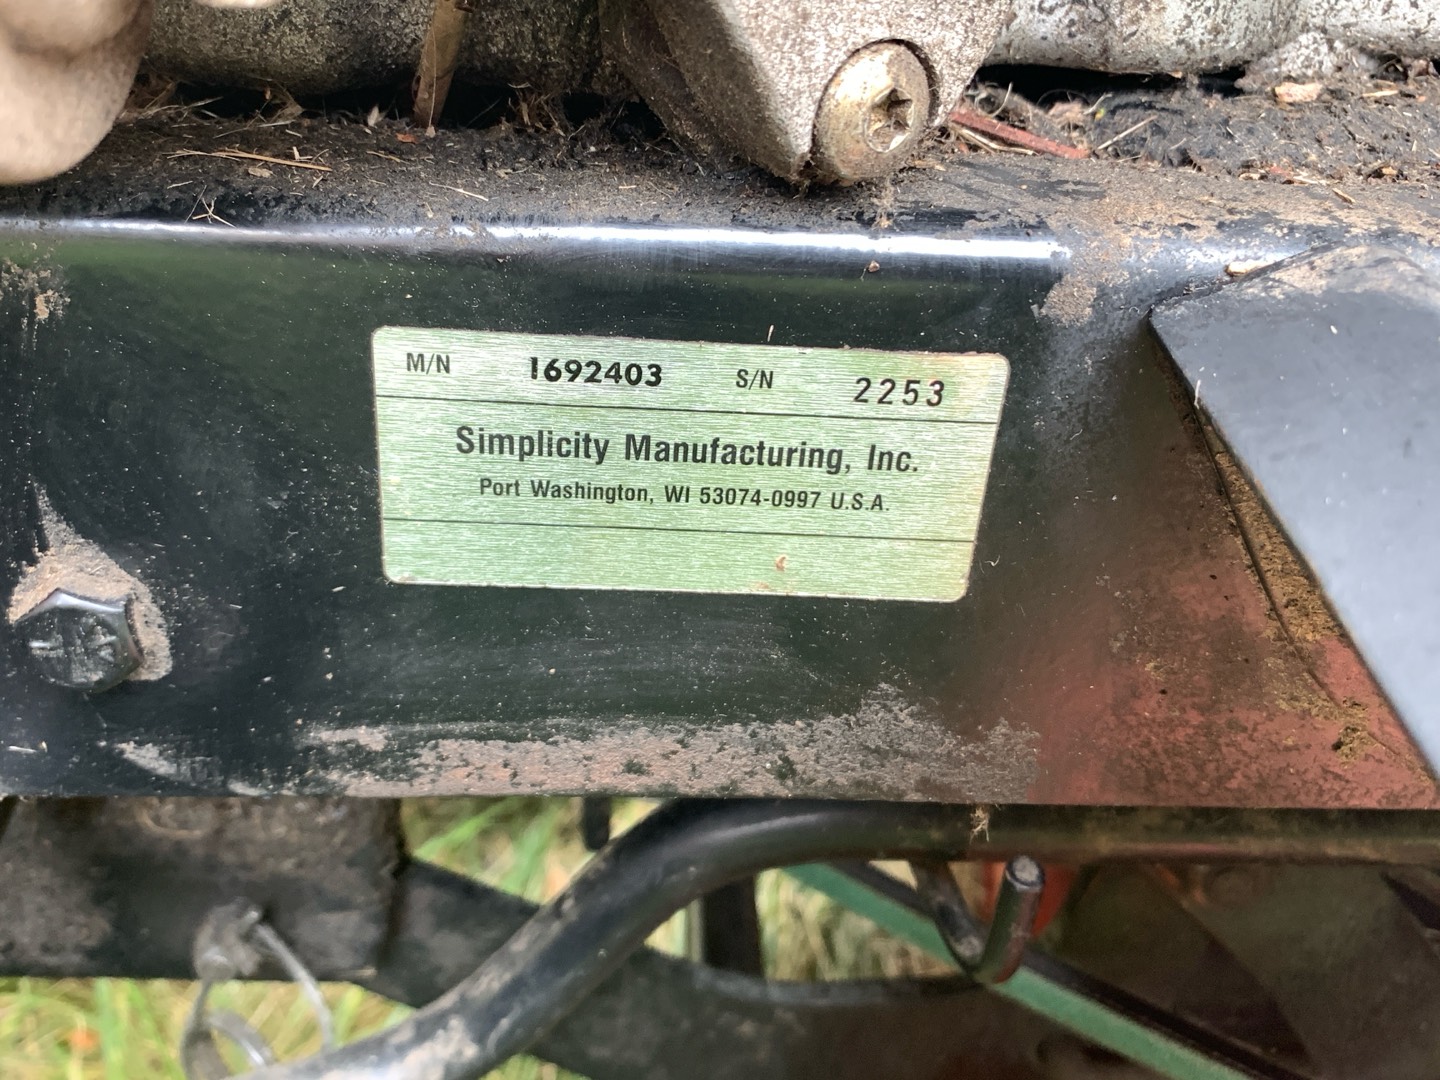 M/N 1692403 S/N 2253
Simplicity Manufacturing, Inc.
Port Washington, WI 53074-0997 U.S.A.